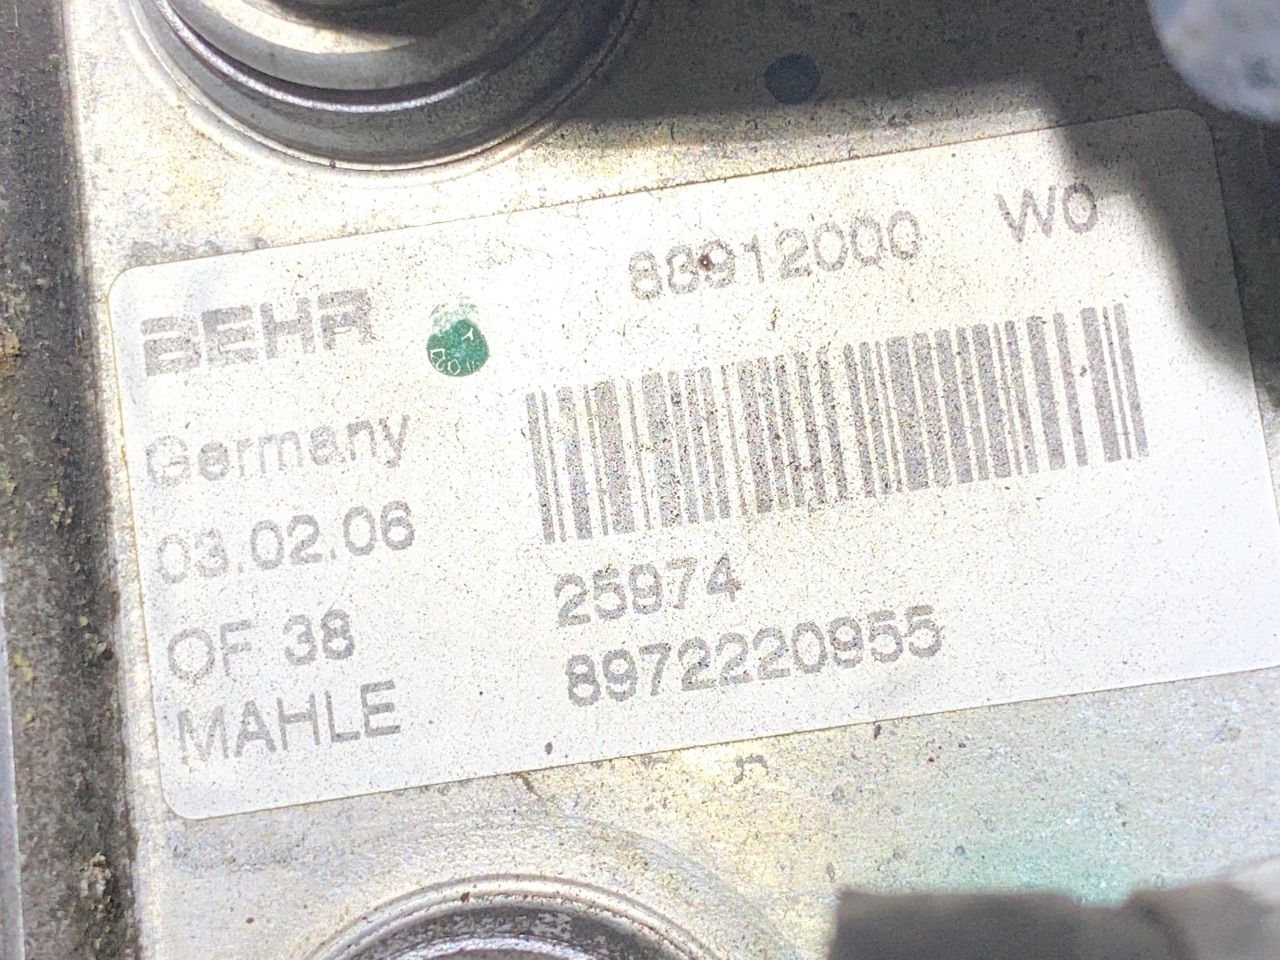 83912000 W0
BEHR
Germany
03.02.06
25974
OF 38
8972220955
MAHLE